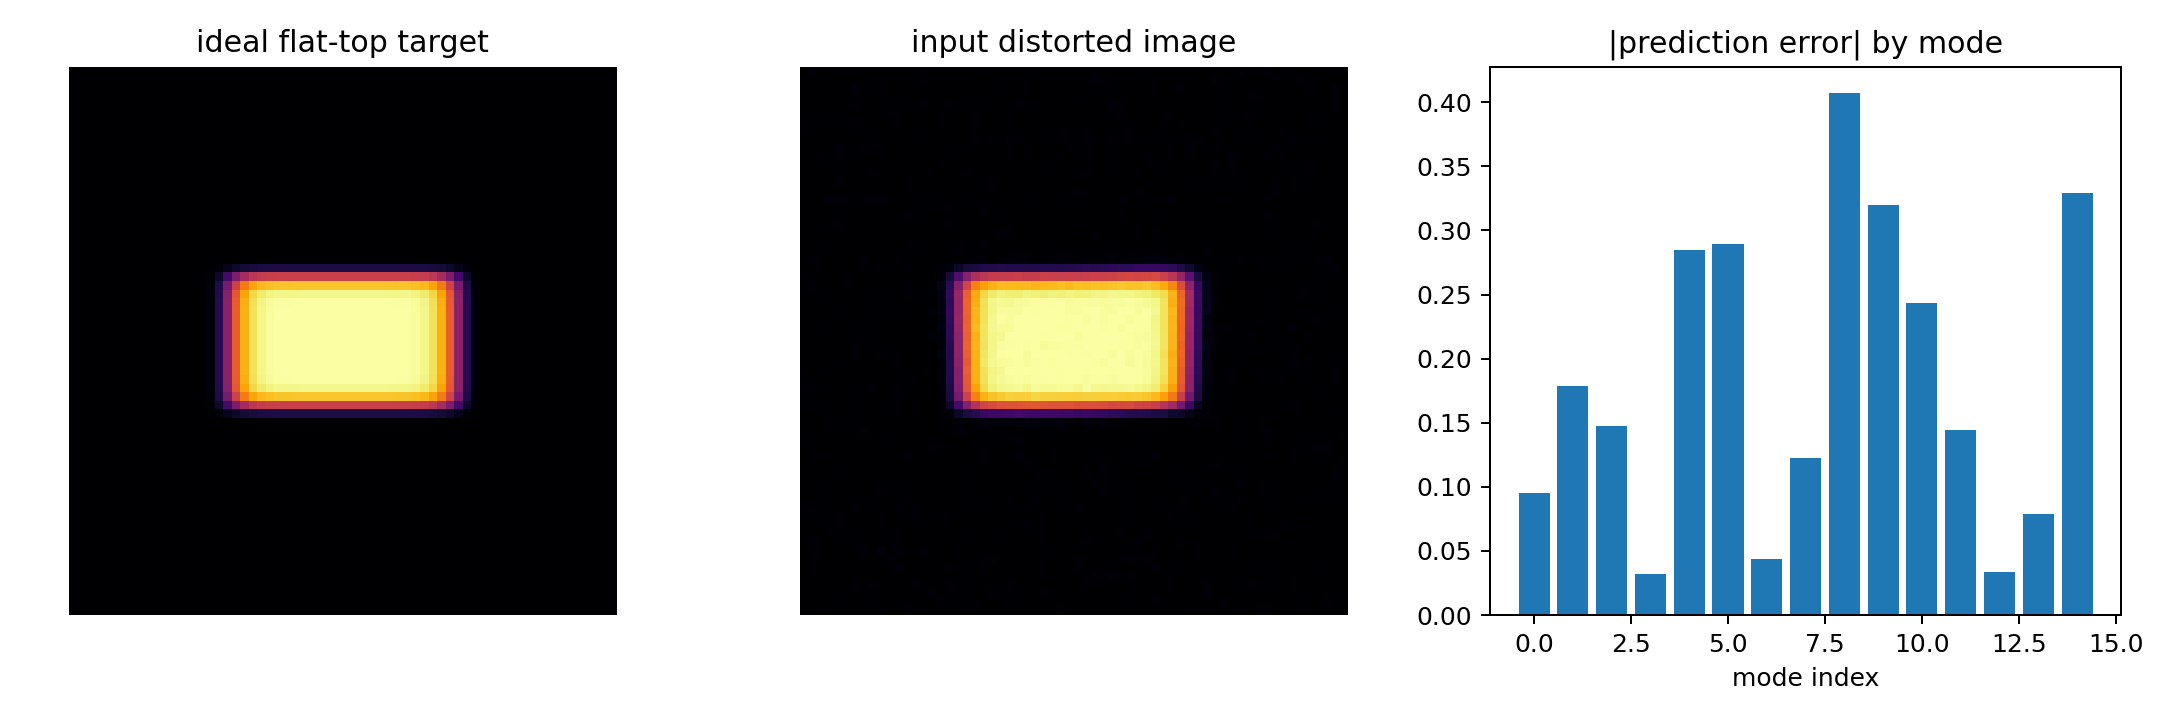 ideal flat-top target
input distorted image
|prediction error| by mode
0.40
0.35
0.30
0.25
0.20
0.15
0.10
0.05
0.00
0.0 2.5 5.0 7.5 10.0 12.5 15.0
mode index